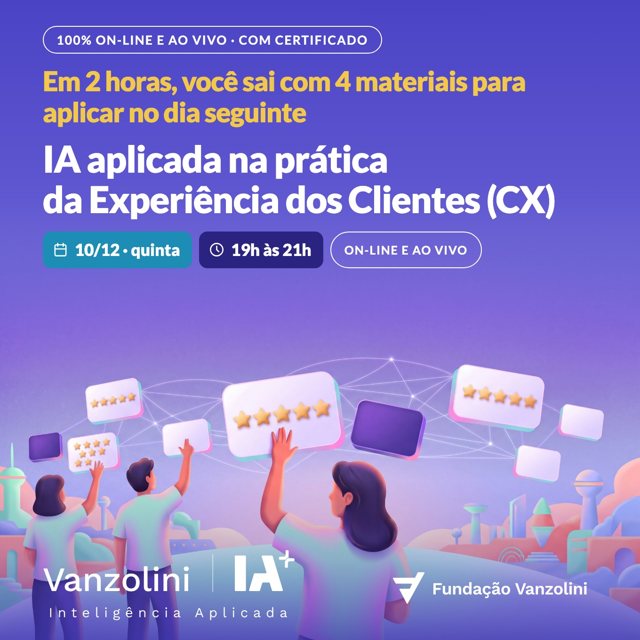 100% ON-LINE E AO VIVO · COM CERTIFICADO
Em 2 horas, você sai com 4 materiais para
aplicar no dia seguinte
IA aplicada na prática
da Experiência dos Clientes (CX)
10/12 · quinta
19h às 21h
ON-LINE E AO VIVO
Vanzolini
IA+
Inteligência Aplicada
Fundação Vanzolini